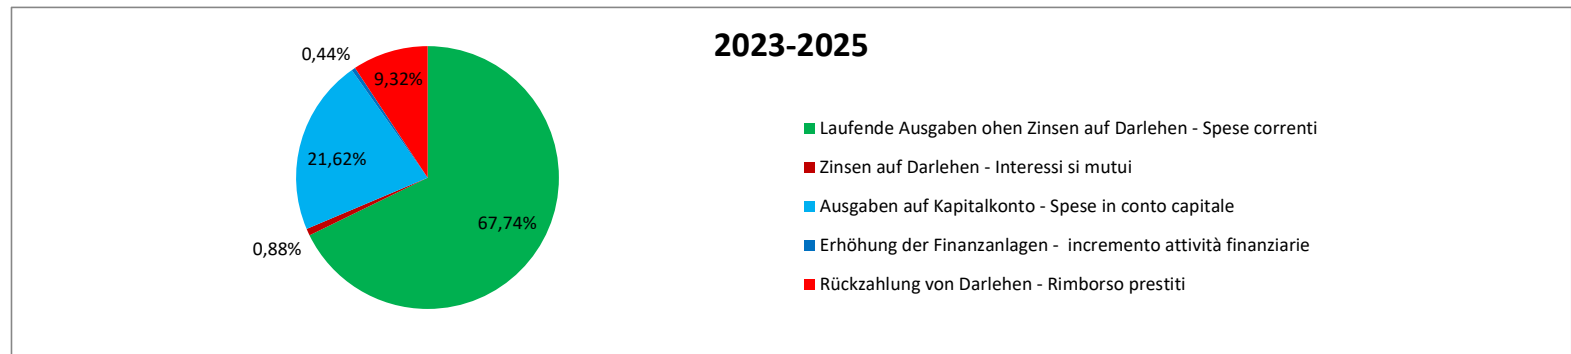 2023-2025
0,44%
9,32%
21,62%
67,74%
0,88%
Laufende Ausgaben ohen Zinsen auf Darlehen - Spese correnti
Zinsen auf Darlehen - Interessi si mutui
Ausgaben auf Kapitalkonto - Spese in conto capitale
Erhöhung der Finanzanlagen -  incremento attività finanziarie
Rückzahlung von Darlehen - Rimborso prestiti